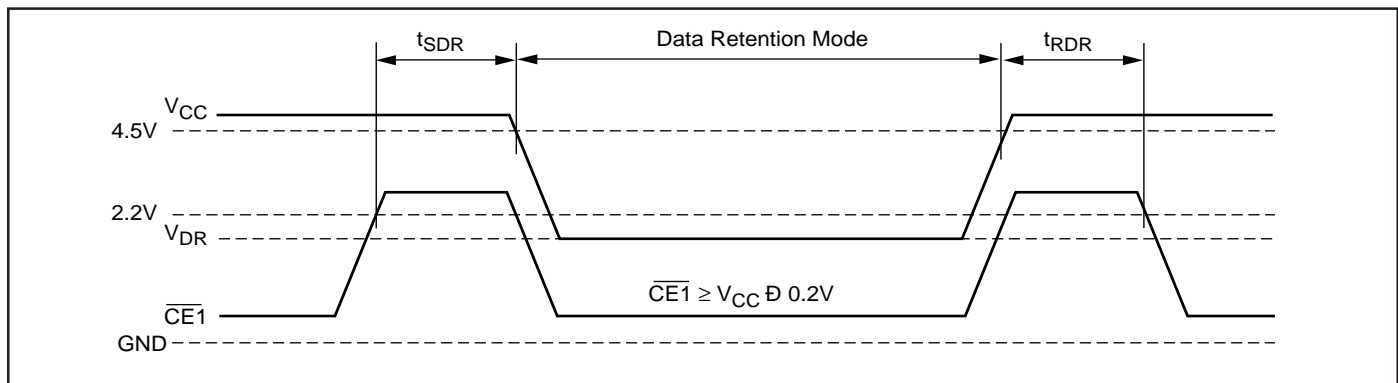 tSDR Data Retention Mode tRDR
VCC
4.5V
2.2V
VDR
CE1 ≥ VCC Ð 0.2V
CE1
GND